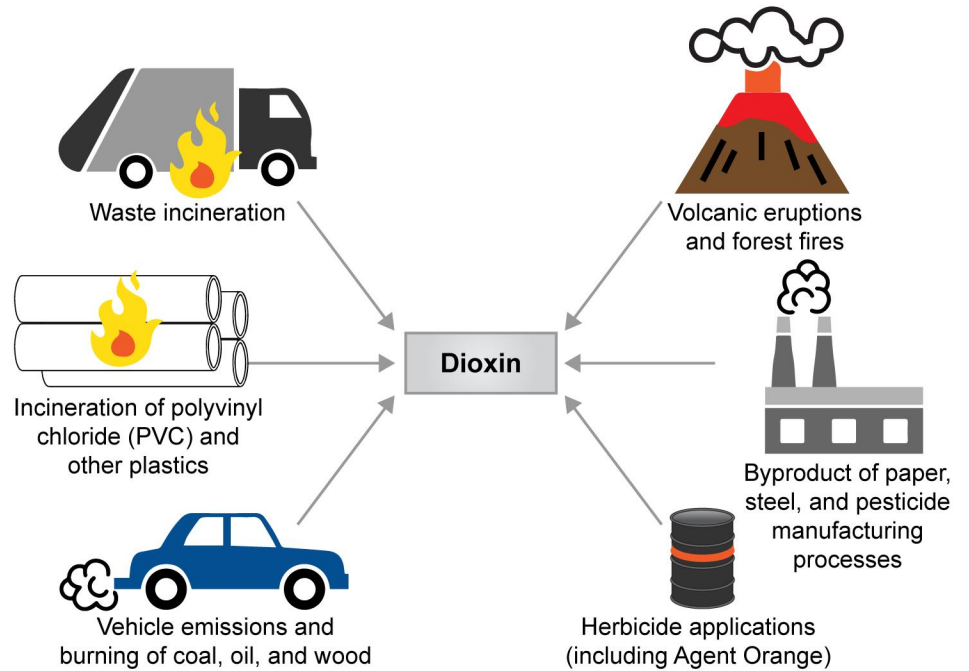 Waste incineration
Volcanic eruptions
and forest fires
Incineration of polyvinyl
chloride (PVC) and
other plastics
Dioxin
Byproduct of paper,
steel, and pesticide
manufacturing
processes
Vehicle emissions and
burning of coal, oil, and wood
Herbicide applications
(including Agent Orange)